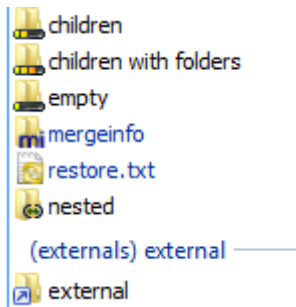 children
children with folders
empty
mergeinfo
restore.txt
nested
(externals) external
external